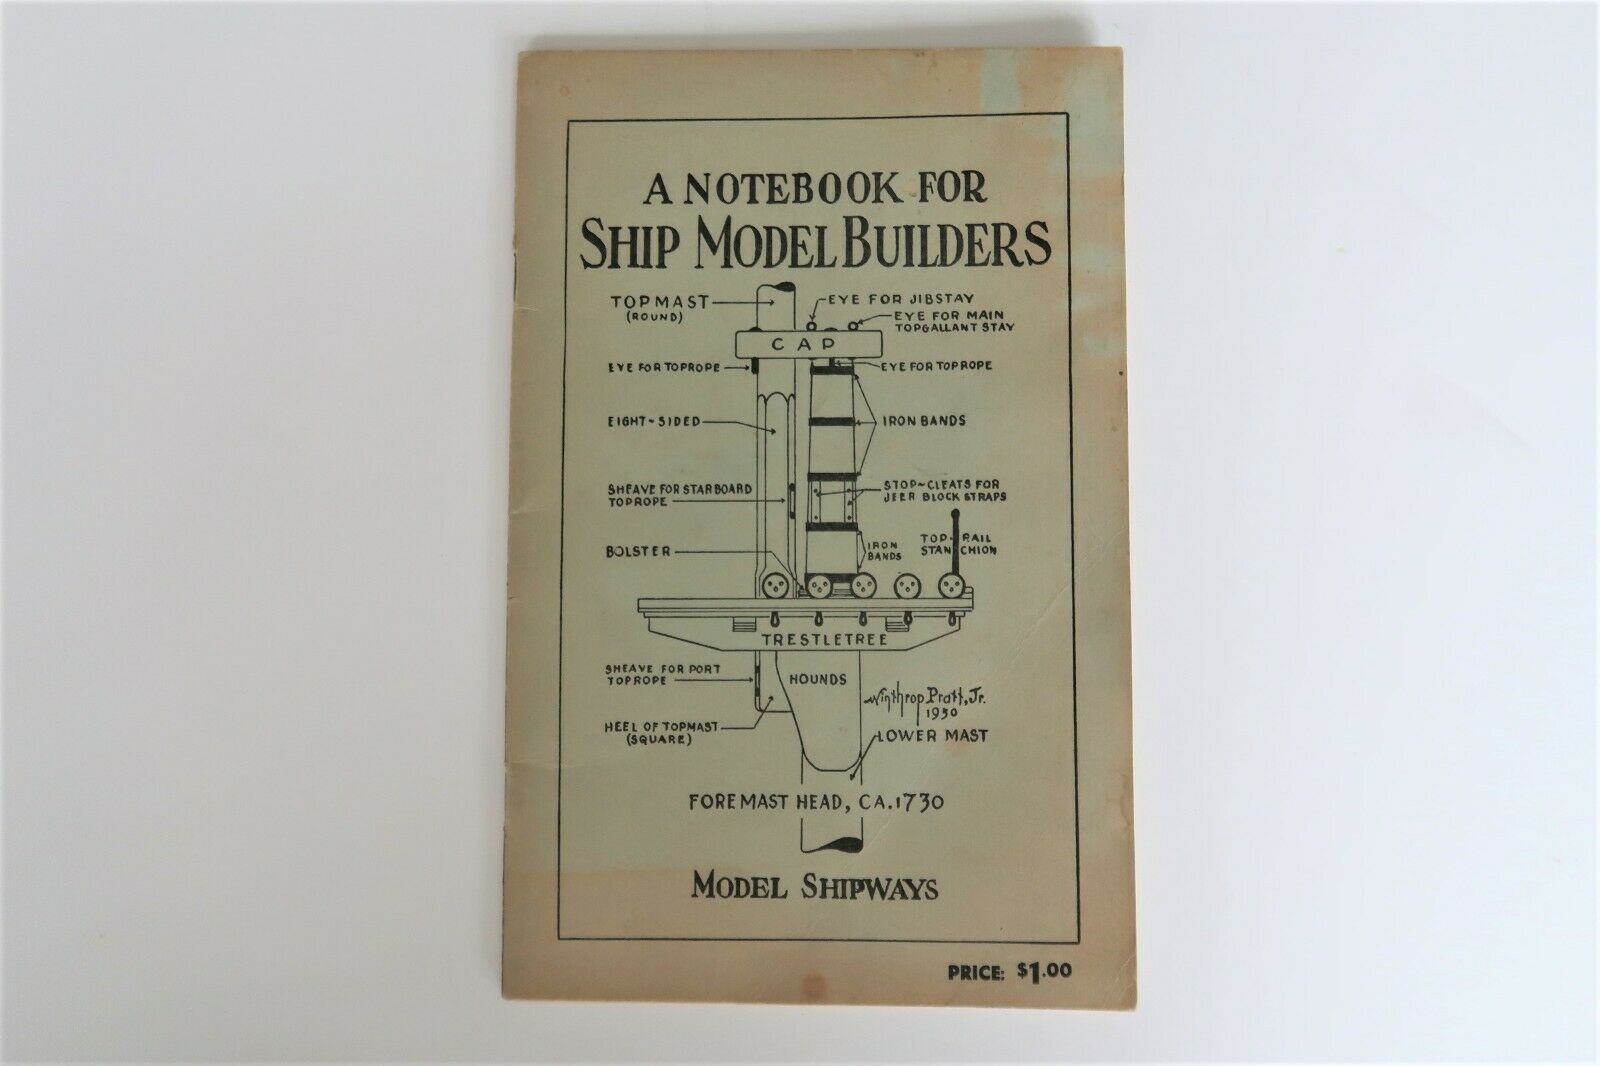 A NOTEBOOK FOR
SHIP MODEL BUILDERS
TOPMAST
(ROUND)
EYE FOR JIBSTAY
EYE FOR MAIN
TOPGALLANT STAY
CAP
EYE FOR TOPROPE
EYE FOR TOPROPE
EIGHT-SIDED
IRON BANDS
SHEAVE FOR STARBOARD
TOPROPE
STOP-CLEATS FOR
JEER BLOCK STRAPS
BOLSTER
IRON
BANDS
TOP-RAIL
STANCHION
TRESTLETREE
SHEAVE FOR PORT
TOPROPE
HOUNDS
Winthrop Pratt, Jr.
1950
HEEL OF TOPMAST
(SQUARE)
LOWER MAST
FOREMAST HEAD, CA. 1730
MODEL SHIPWAYS
PRICE: $1.00